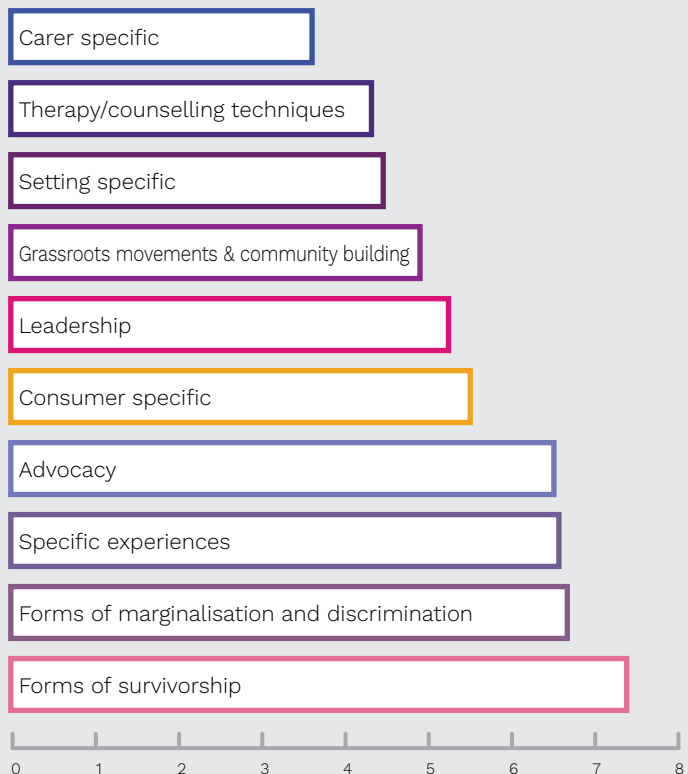 Carer specific
Therapy/counselling techniques
Setting specific
Grassroots movements & community building
Leadership
Consumer specific
Advocacy
Specific experiences
Forms of marginalisation and discrimination
Forms of survivorship
0 1 2 3 4 5 6 7 8